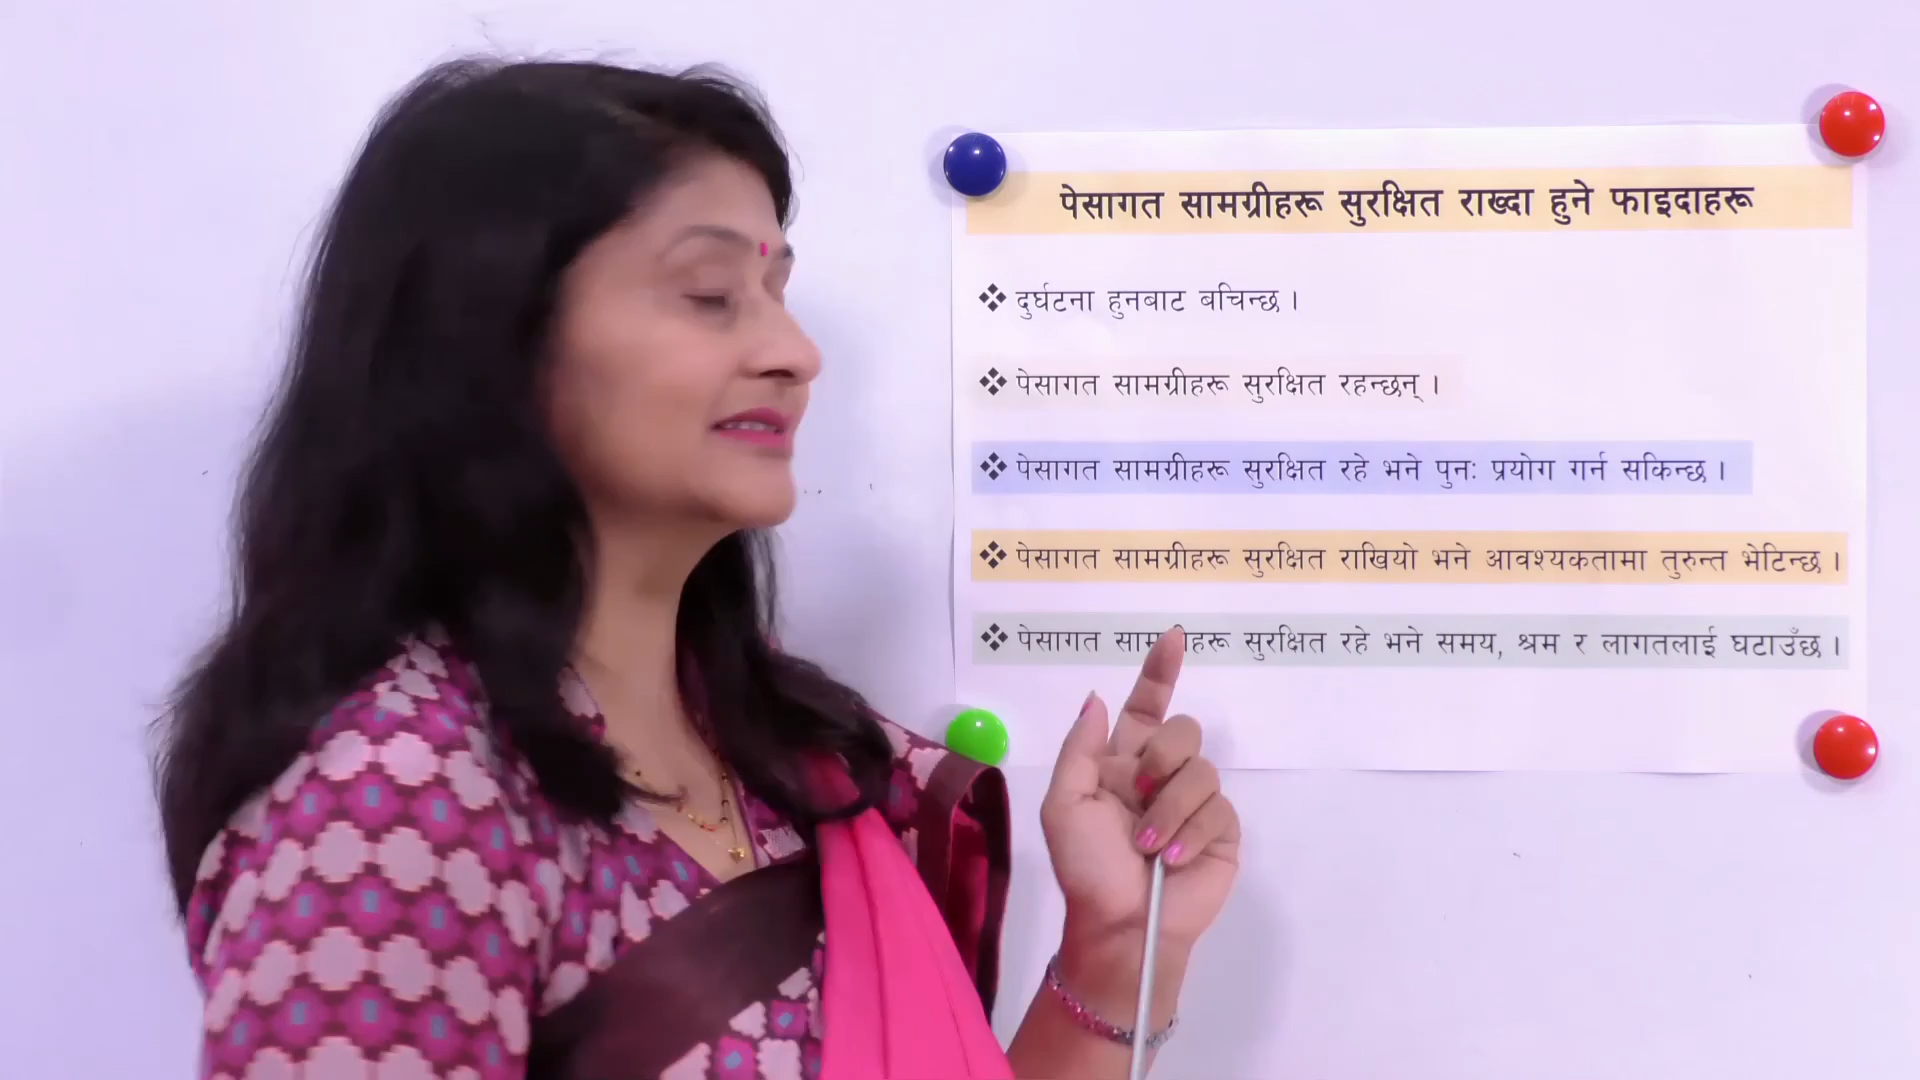 पेसागत सामग्रीहरू सुरक्षित राख्दा हुने फाइदाहरू
❖ दुर्घटना हुनबाट बचिन्छ ।
❖ पेसागत सामग्रीहरू सुरक्षित रहन्छन् ।
❖ पेसागत सामग्रीहरू सुरक्षित रहे भने पुनः प्रयोग गर्न सकिन्छ ।
❖ पेसागत सामग्रीहरू सुरक्षित राखियो भने आवश्यकतामा तुरुन्त भेटिन्छ ।
❖ पेसागत सामग्रीहरू सुरक्षित रहे भने समय, श्रम र लागतलाई घटाउँछ ।